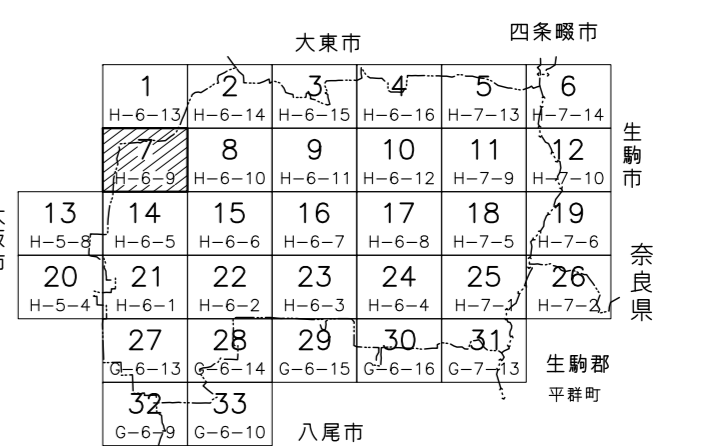 大東市
四条畷市
1 2 3 4 5 6
H-6-13 H-6-14 H-6-15 H-6-16 H-7-13 H-7-14
生駒市
7 8 9 10 11 12
H-6-9 H-6-10 H-6-11 H-6-12 H-7-9 H-7-10
13 14 15 16 17 18 19
H-5-8 H-6-5 H-6-6 H-6-7 H-6-8 H-7-5 H-7-6
奈良県
20 21 22 23 24 25 26
H-5-4 H-6-1 H-6-2 H-6-3 H-6-4 H-7-1 H-7-2
27 28 29 30 31
G-6-13 G-6-14 G-6-15 G-6-16 G-7-13
生駒郡
平群町
32 33
G-6-9 G-6-10
八尾市